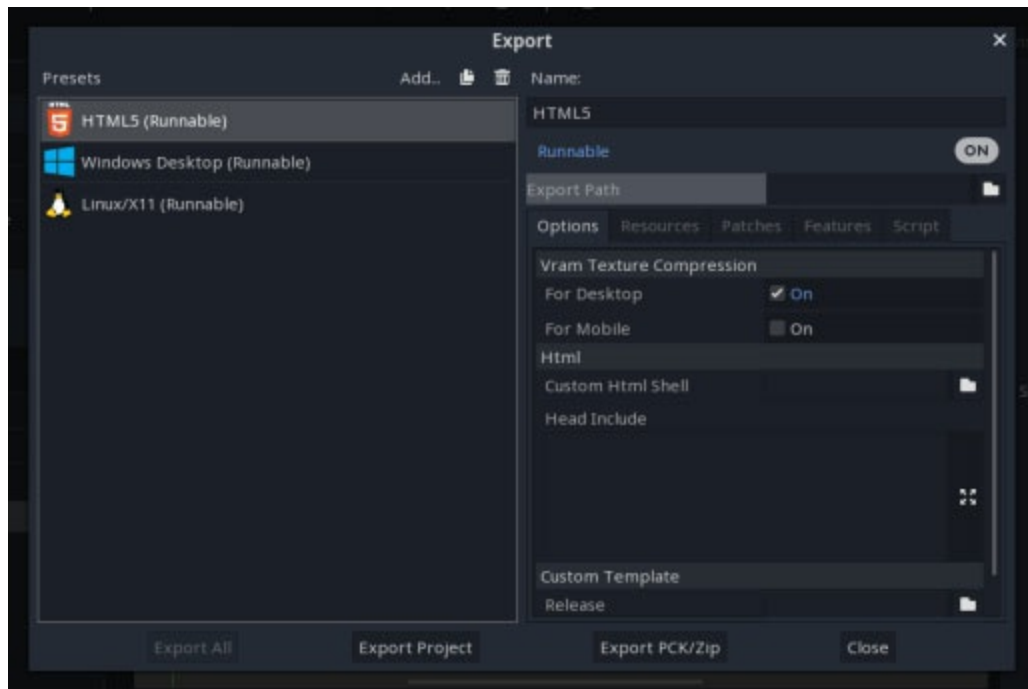 Export
Presets Add..
Name:
HTML5 (Runnable)
Windows Desktop (Runnable)
Linux/X11 (Runnable)
HTML5
Runnable ON
Export Path
Options Resources Patches Features Script
Vram Texture Compression
For Desktop On
For Mobile On
Html
Custom Html Shell
Head Include
Custom Template
Release
Export All Export Project Export PCK/Zip Close